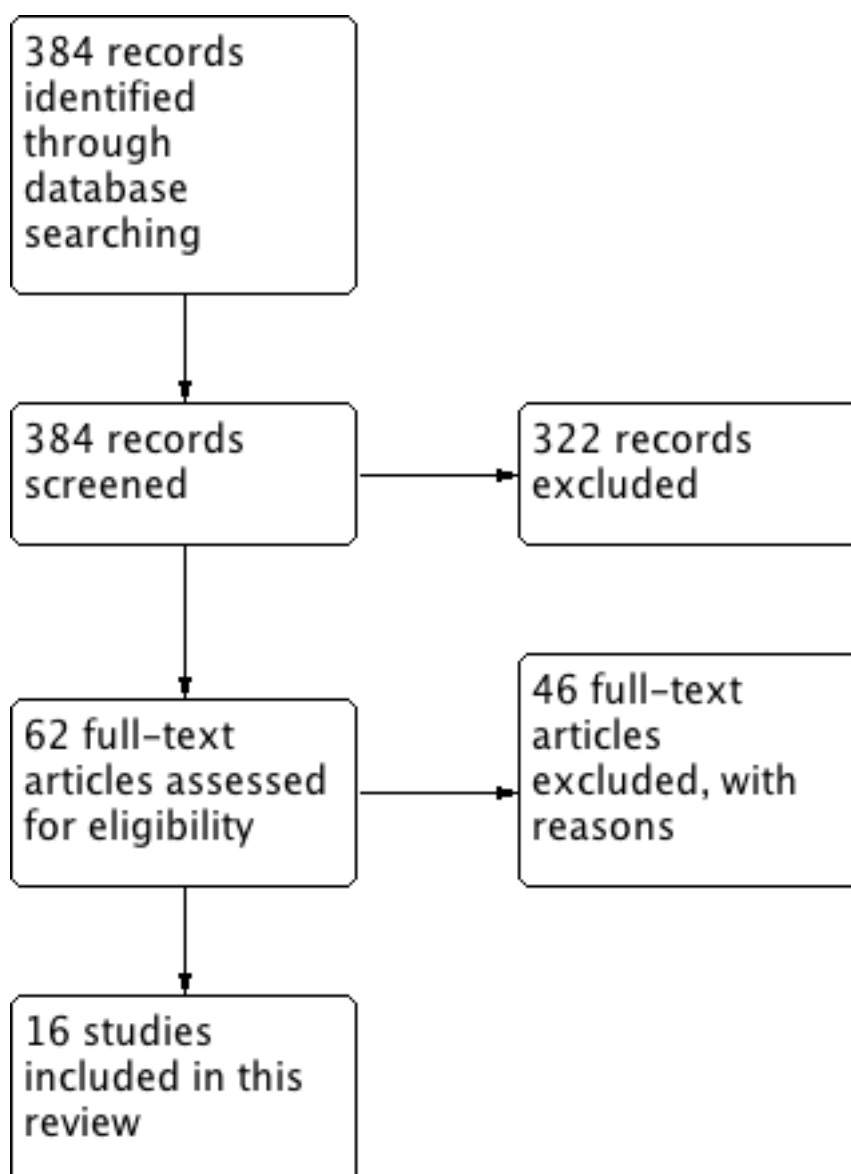 384 records
identified
through
database
searching
384 records
screened
322 records
excluded
62 full-text
articles assessed
for eligibility
46 full-text
articles
excluded, with
reasons
16 studies
included in this
review